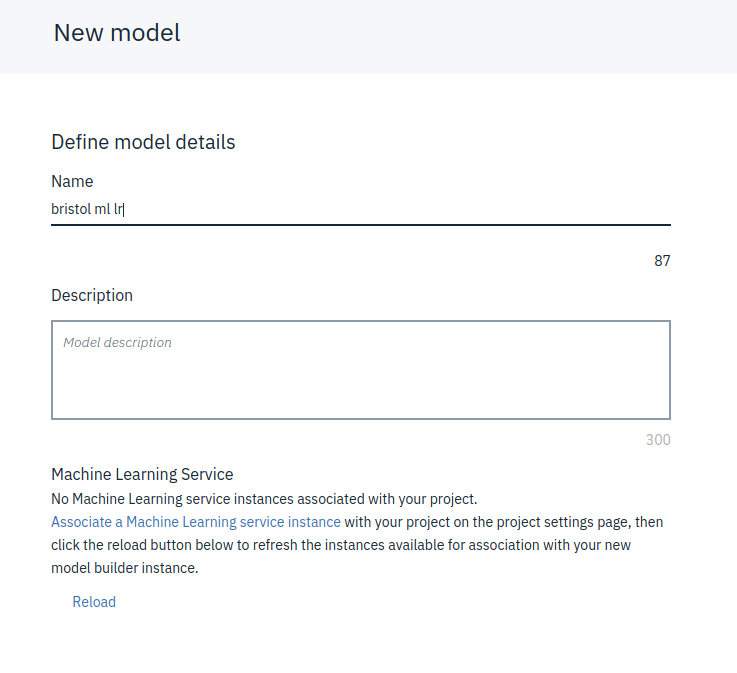 New model
Define model details
Name
bristol ml lr
87
Description
Model description
300
Machine Learning Service
No Machine Learning service instances associated with your project.
Associate a Machine Learning service instance with your project on the project settings page, then
click the reload button below to refresh the instances available for association with your new
model builder instance.
Reload